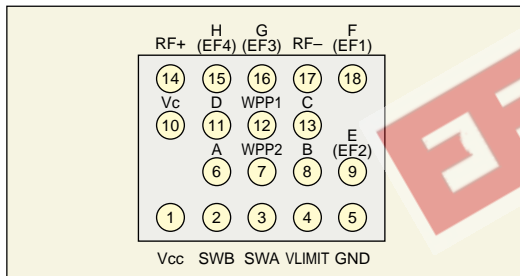 H G F
RF+ (EF4) (EF3) RF– (EF1)
14 15 16 17 18
Vc D WPP1 C
10 11 12 13 E
A WPP2 B (EF2)
6 7 8 9
1 2 3 4 5
Vcc SWB SWA VLIMIT GND